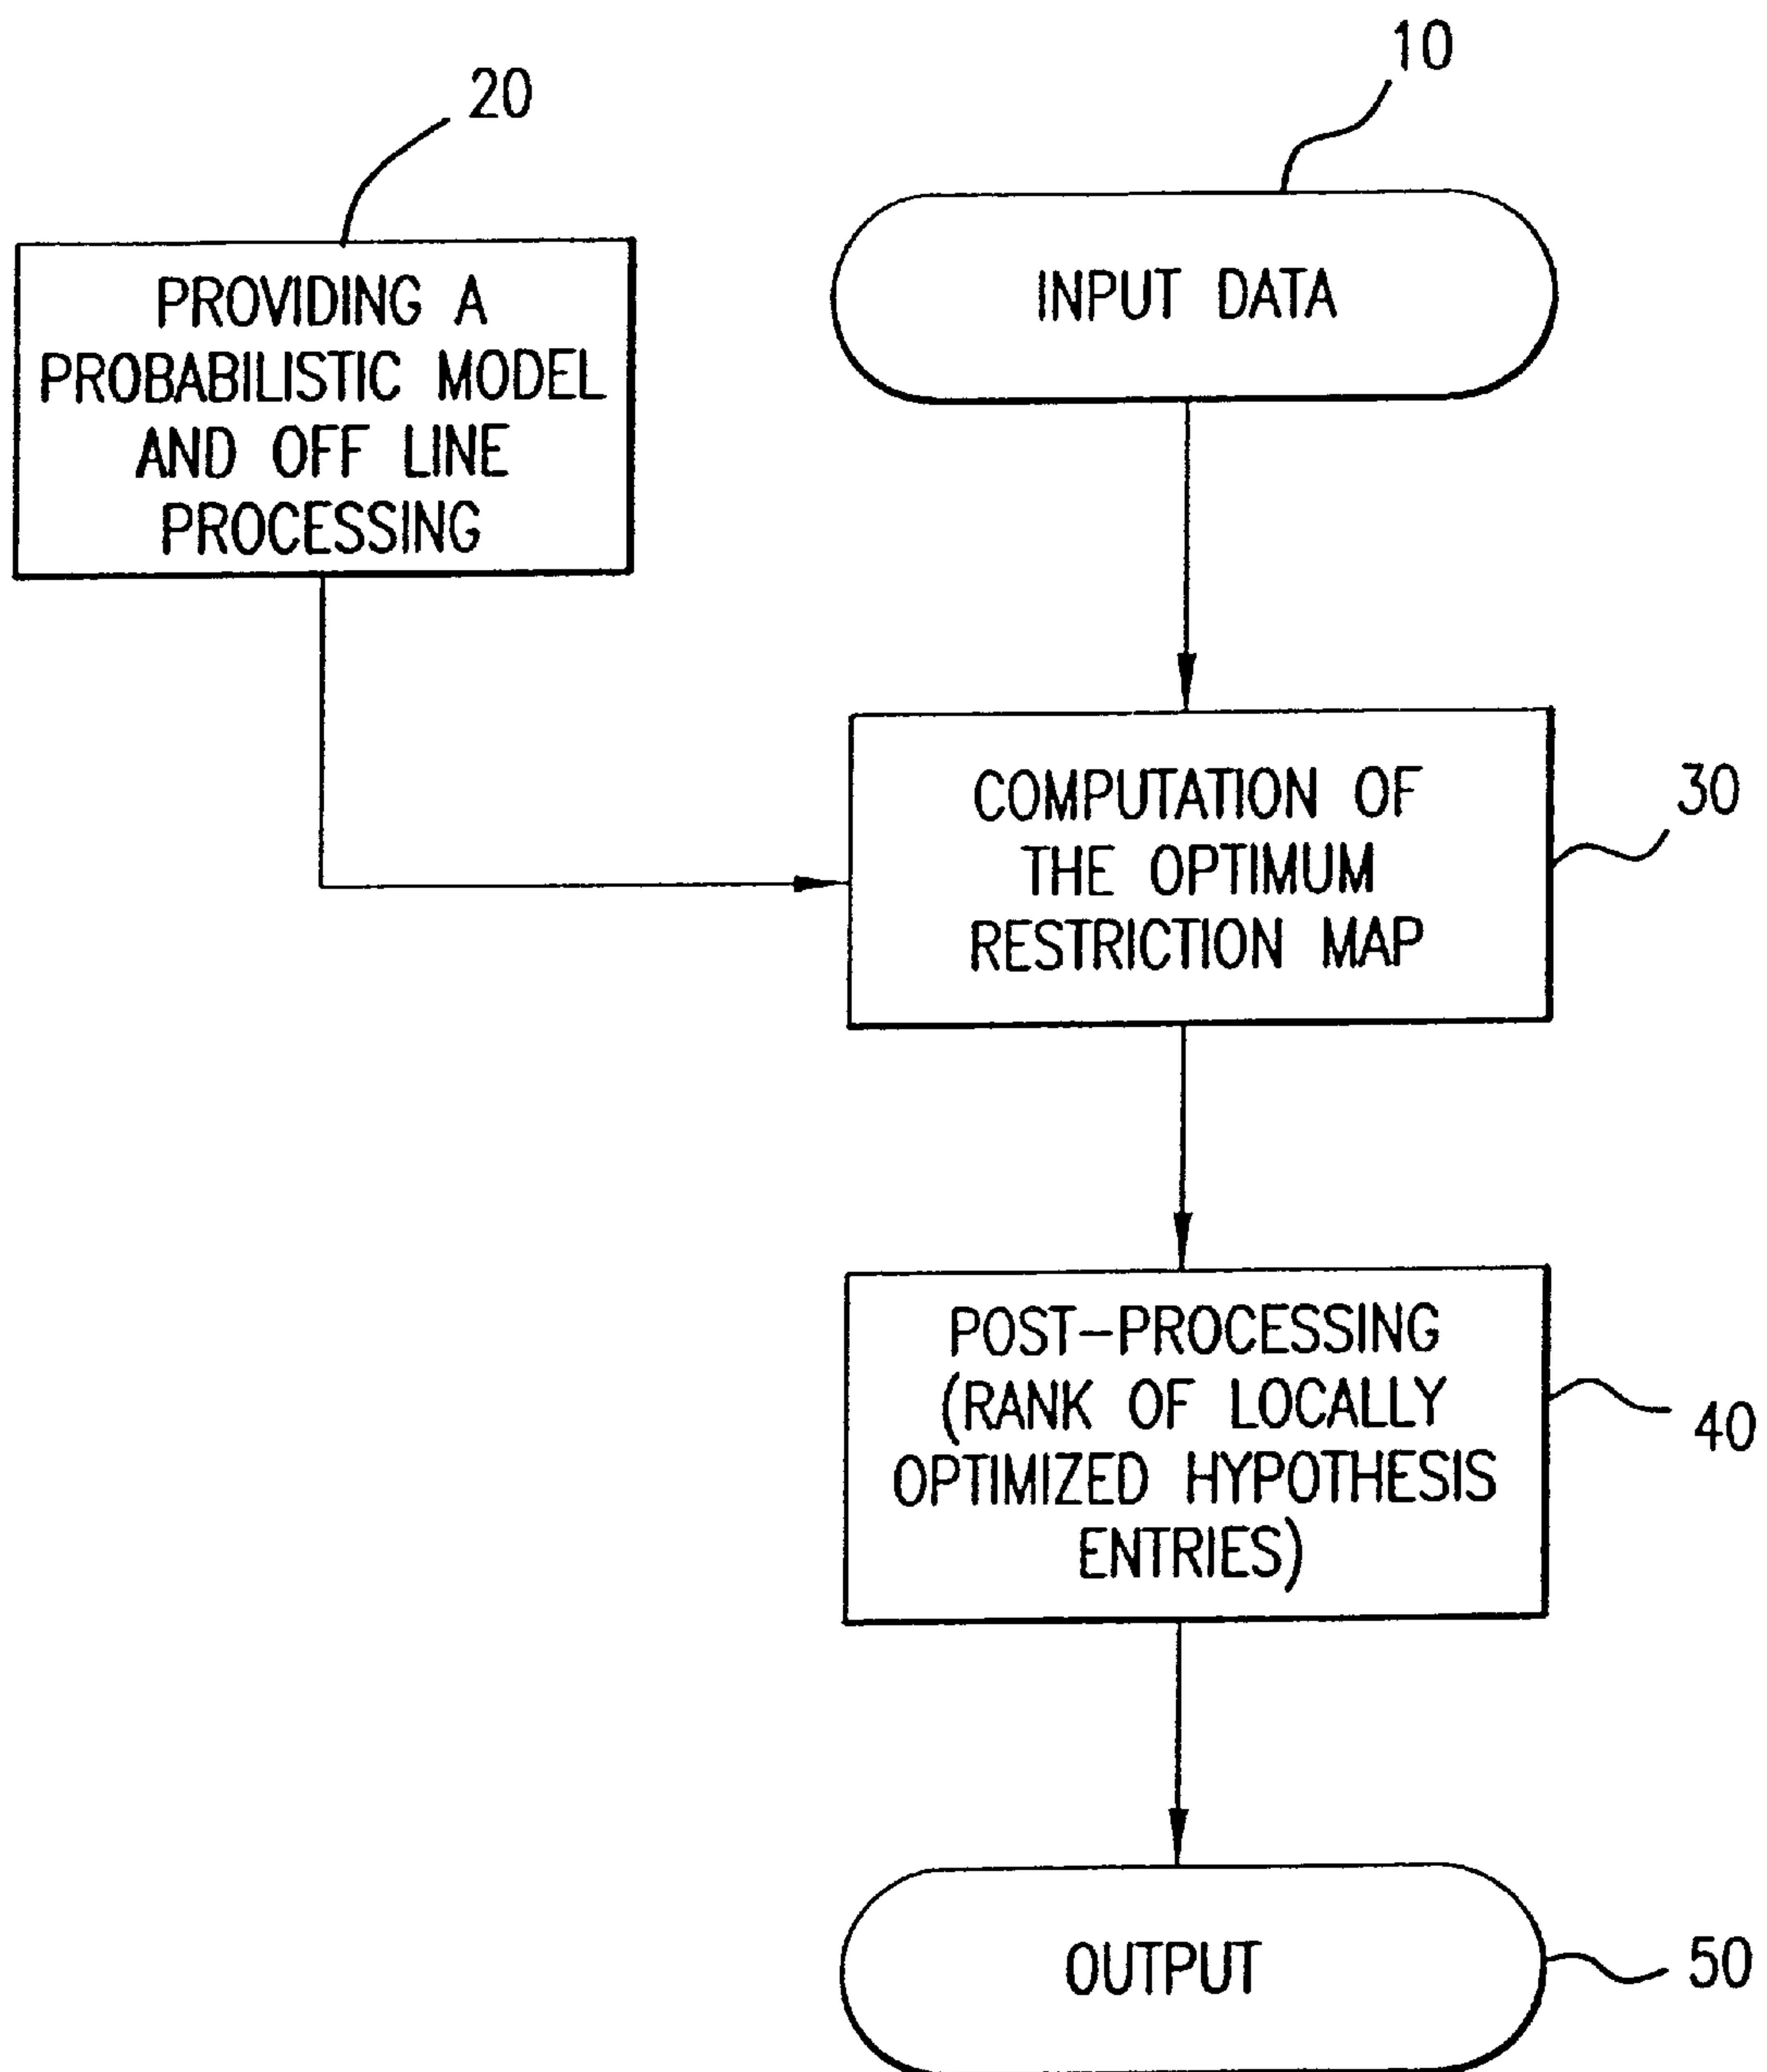 10
20
INPUT DATA
PROVIDING A
PROBABILISTIC MODEL
AND OFF LINE
PROCESSING
COMPUTATION OF
THE OPTIMUM
RESTRICTION MAP
30
POST-PROCESSING
(RANK OF LOCALLY
OPTIMIZED HYPOTHESIS
ENTRIES)
40
OUTPUT
50